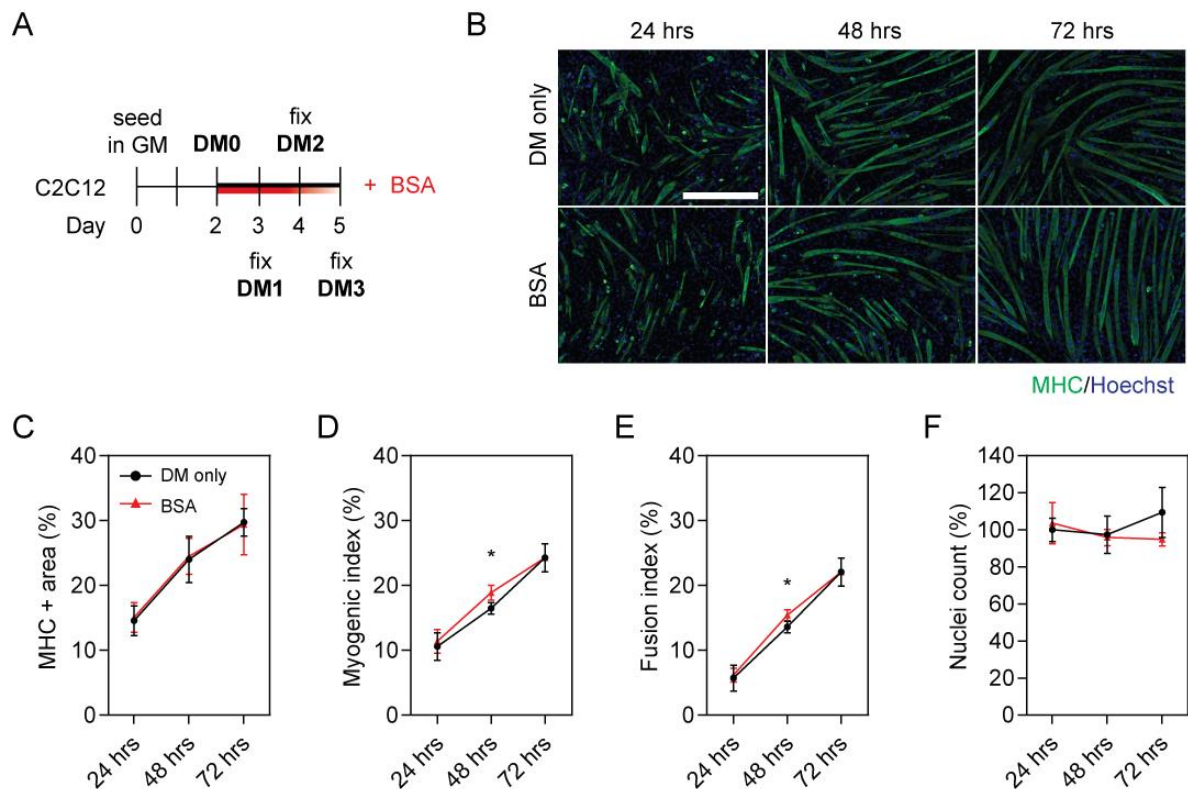 A
seed
in GM
DM0
fix
DM2
C2C12
+ BSA
Day
0
2
3
4
5
fix
DM1
fix
DM3
B
24 hrs
48 hrs
72 hrs
DM only
BSA
MHC/Hoechst
C
MHC + area (%)
40
30
20
10
0
DM only
BSA
24 hrs
48 hrs
72 hrs
D
Myogenic index (%)
40
30
20
10
0
*
24 hrs
48 hrs
72 hrs
E
Fusion index (%)
40
30
20
10
0
*
24 hrs
48 hrs
72 hrs
F
Nuclei count (%)
140
120
100
80
60
40
20
0
24 hrs
48 hrs
72 hrs